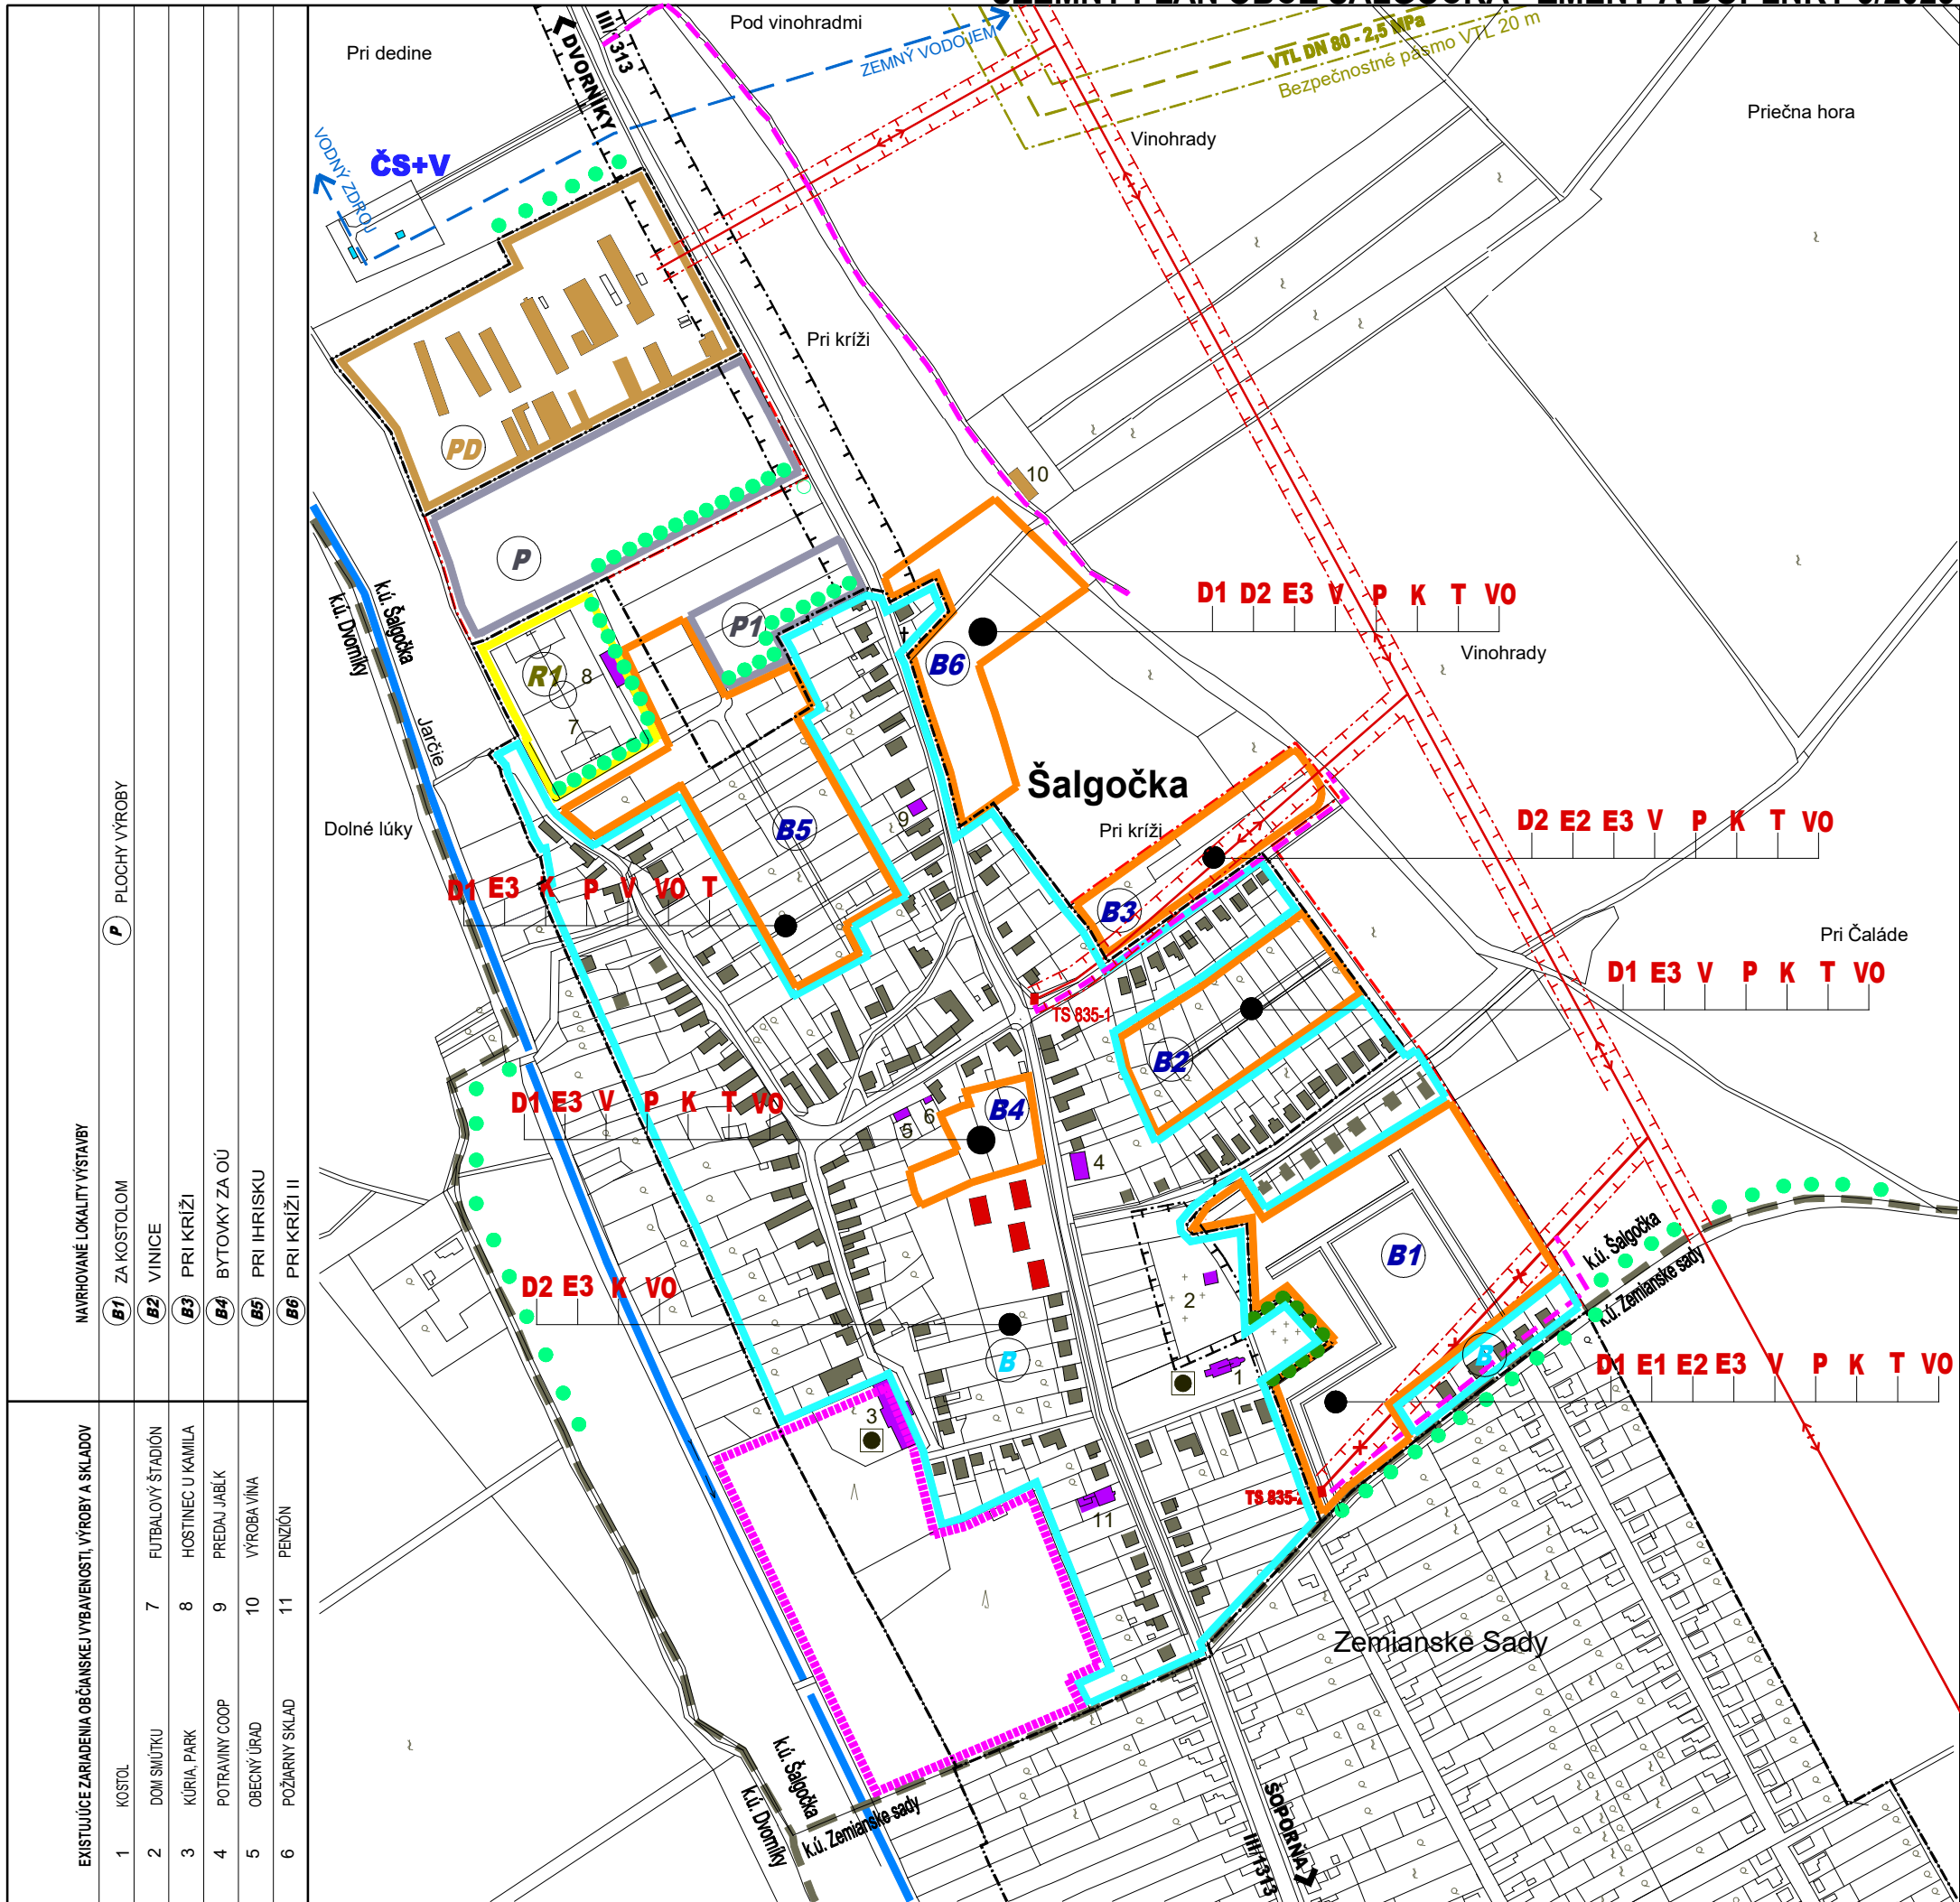 Pri dedine
Pod vinohradmi
III/1313
DVORNÍKY
ZEMNÝ VODOJEM
VTL DN 80 - 2,5 MPa
Bezpečnostné pásmo VTL 20 m
Vinohrady
Priečna hora
VODNÝ ZDROJ
ČS+V
Pri kríži
PD
10
P
k.ú. Šalgočka
k.ú. Dvorníky
P1
R1
8
7
B6
D1 D2 E3 V P K T VO
Vinohrady
Jarčie
Dolné lúky
Šalgočka
9
B5
Pri kríži
D2 E2 E3 V P K T VO
D1 E3 K P V VO T
B3
Pri Čaláde
D1 E3 V P K T VO
TS 835-1
B2
D1 E3 V P K T VO
5
6
B4
4
B1
k.ú. Šalgočka
k.ú. Zemianske sady
D2 E3 K VO
2
B
B
1
D1 E1 E2 E3 V P K T VO
3
TS 835-2
11
Zemianske Sady
k.ú. Šalgočka
k.ú. Dvorníky
k.ú. Zemianske sady
ŠOPORŇA
III/1313
NAVRHOVANÉ LOKALITY VÝSTAVBY
B1 ZA KOSTOLOM P PLOCHY VÝROBY
B2 VINICE
B3 PRI KRÍŽI
B4 BYTOVKY ZA OÚ
B5 PRI IHRISKU
B6 PRI KRÍŽI II
EXISTUJÚCE ZARIADENIA OBČIANSKEJ VYBAVENOSTI, VÝROBY A SKLADOV
1 KOSTOL 7 FUTBALOVÝ ŠTADIÓN
2 DOM SMÚTKU 8 HOSTINEC U KAMILA
3 KÚRIA, PARK 9 PREDAJ JABĹK
4 POTRAVINY COOP 10 VÝROBA VÍNA
5 OBECNÝ ÚRAD 11 PENZIÓN
6 POŽIARNY SKLAD